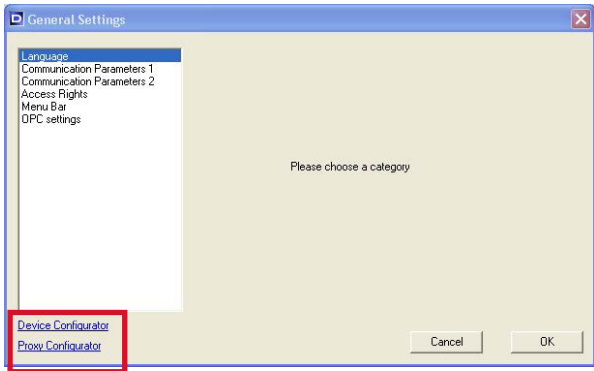 General Settings
Language
Communication Parameters 1
Communication Parameters 2
Access Rights
Menu Bar
OPC settings
Please choose a category
Device Configurator
Proxy Configurator
Cancel
OK